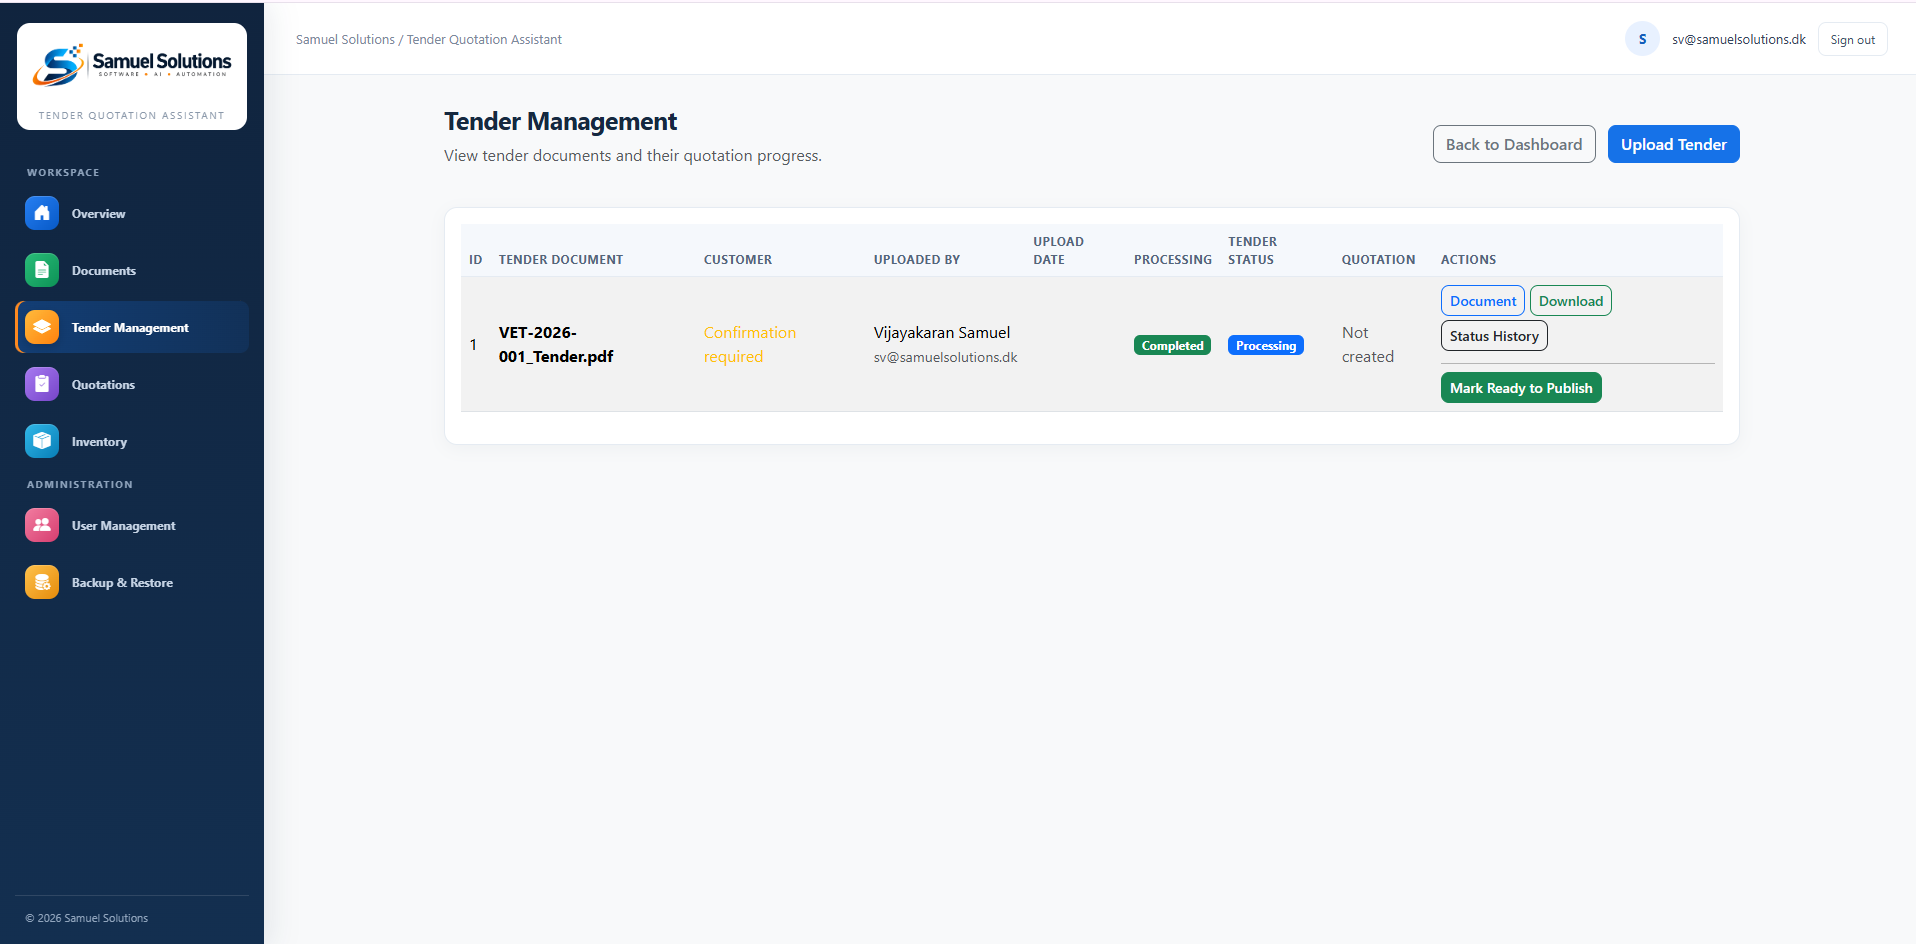 Samuel Solutions
SOFTWARE • AI • AUTOMATION
TENDER QUOTATION ASSISTANT
WORKSPACE
Overview
Documents
Tender Management
Quotations
Inventory
ADMINISTRATION
User Management
Backup & Restore
© 2026 Samuel Solutions
Samuel Solutions / Tender Quotation Assistant
S
sv@samuelsolutions.dk
Sign out
Tender Management
View tender documents and their quotation progress.
Back to Dashboard
Upload Tender
ID
TENDER DOCUMENT
CUSTOMER
UPLOADED BY
UPLOAD
DATE
PROCESSING
TENDER
STATUS
QUOTATION
ACTIONS
1
VET-2026-
001_Tender.pdf
Confirmation
required
Vijayakaran Samuel
sv@samuelsolutions.dk
Completed
Processing
Not
created
Document
Download
Status History
Mark Ready to Publish